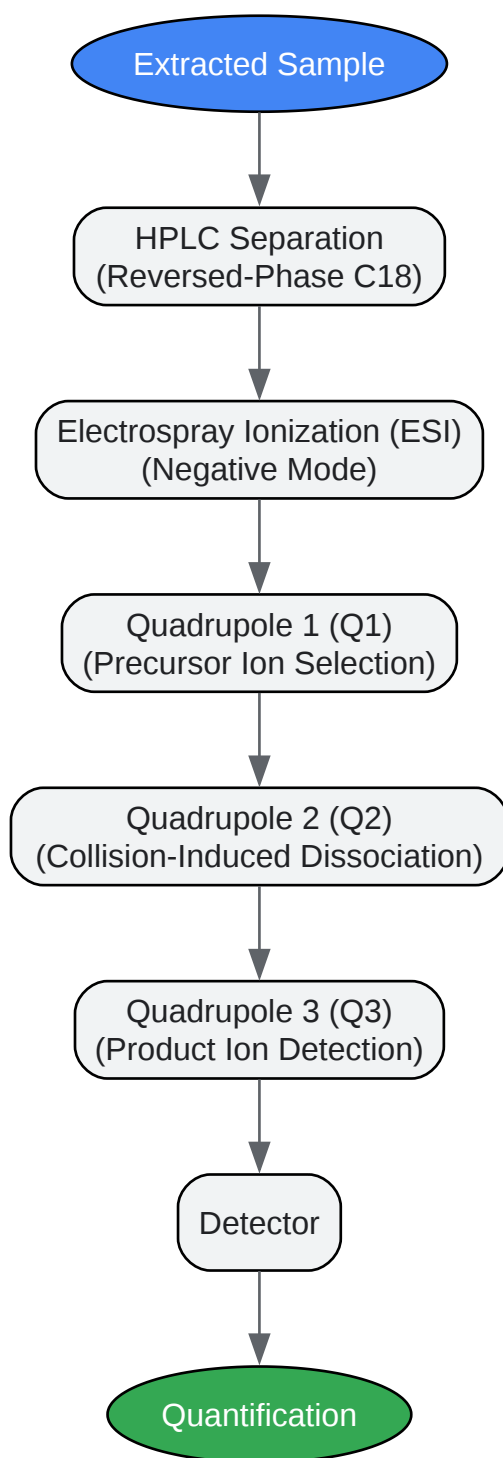 Extracted Sample
HPLC Separation
(Reversed-Phase C18)
Electrospray Ionization (ESI)
(Negative Mode)
Quadrupole 1 (Q1)
(Precursor Ion Selection)
Quadrupole 2 (Q2)
(Collision-Induced Dissociation)
Quadrupole 3 (Q3)
(Product Ion Detection)
Detector
Quantification